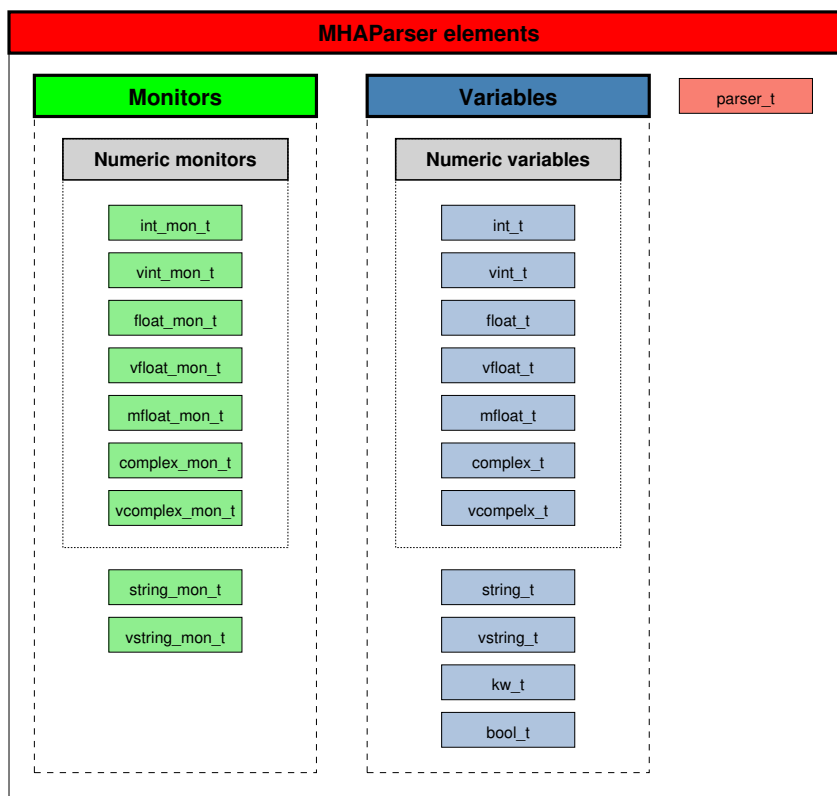 MHAParser elements
Monitors
Numeric monitors
int_mon_t
vint_mon_t
float_mon_t
vfloat_mon_t
mfloat_mon_t
complex_mon_t
vcomplex_mon_t
string_mon_t
vstring_mon_t
Variables
Numeric variables
int_t
vint_t
float_t
vfloat_t
mfloat_t
complex_t
vcompelx_t
string_t
vstring_t
kw_t
bool_t
parser_t